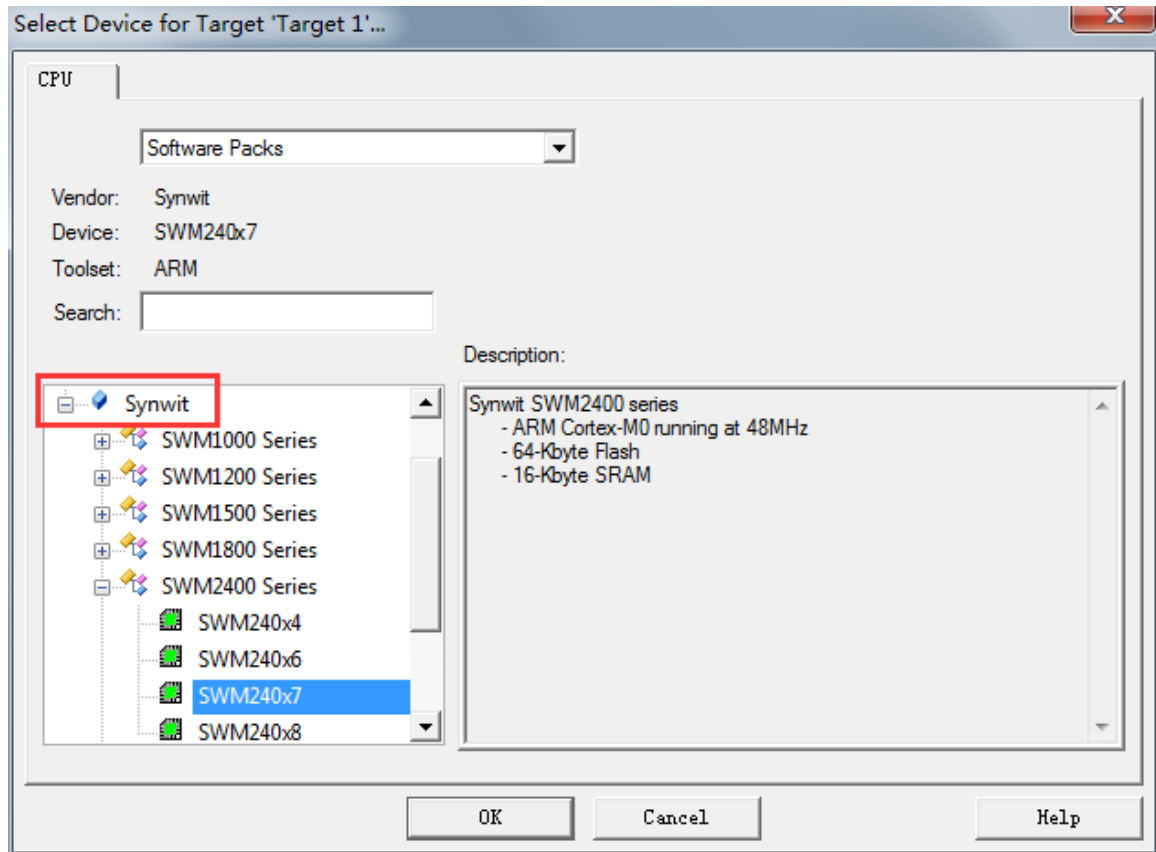 Select Device for Target 'Target 1'...
CPU
Software Packs
Vendor: Synwit
Device: SWM240x7
Toolset: ARM
Search:
Description:
Synwit
SWM1000 Series
SWM1200 Series
SWM1500 Series
SWM1800 Series
SWM2400 Series
SWM240x4
SWM240x6
SWM240x7
SWM240x8
Synwit SWM2400 series
- ARM Cortex-M0 running at 48MHz
- 64-Kbyte Flash
- 16-Kbyte SRAM
OK
Cancel
Help